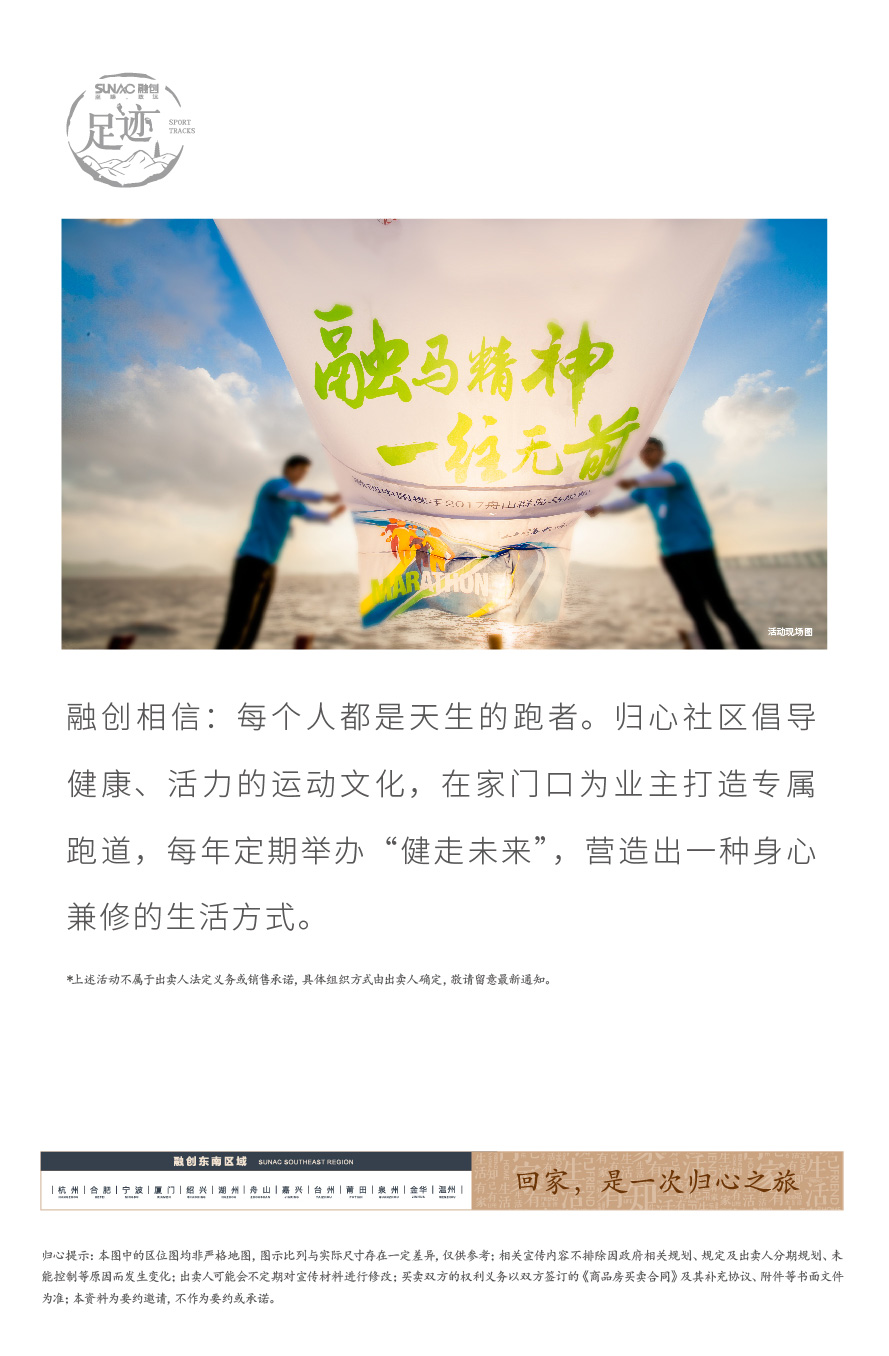 SUNAC 融创
足迹
SPORT
TRACKS
融马精神
一往无前
MARATHON
活动现场图
融创相信：每个人都是天生的跑者。归心社区倡导
健康、活力的运动文化，在家门口为业主打造专属
跑道，每年定期举办“健走未来”，营造出一种身心
兼修的生活方式。
*上述活动不属于出卖人法定义务或销售承诺，具体组织方式由出卖人确定，敬请留意最新通知。
融创东南区域 SUNAC SOUTHEAST REGION
| 杭州 | 合肥 | 宁波 | 厦门 | 绍兴 | 湖州 | 舟山 | 嘉兴 | 台州 | 莆田 | 泉州 | 金华 | 温州 |
回家，是一次归心之旅
归心提示：本图中的区位图均非严格地图，图示比列与实际尺寸存在一定差异，仅供参考；相关宣传内容不排除因政府相关规划、规定及出卖人分期规划、未
能控制等原因而发生变化；出卖人可能会不定期对宣传材料进行修改；买卖双方的权利义务以双方签订的《商品房买卖合同》及其补充协议、附件等书面文件
为准；本资料为要约邀请，不作为要约或承诺。